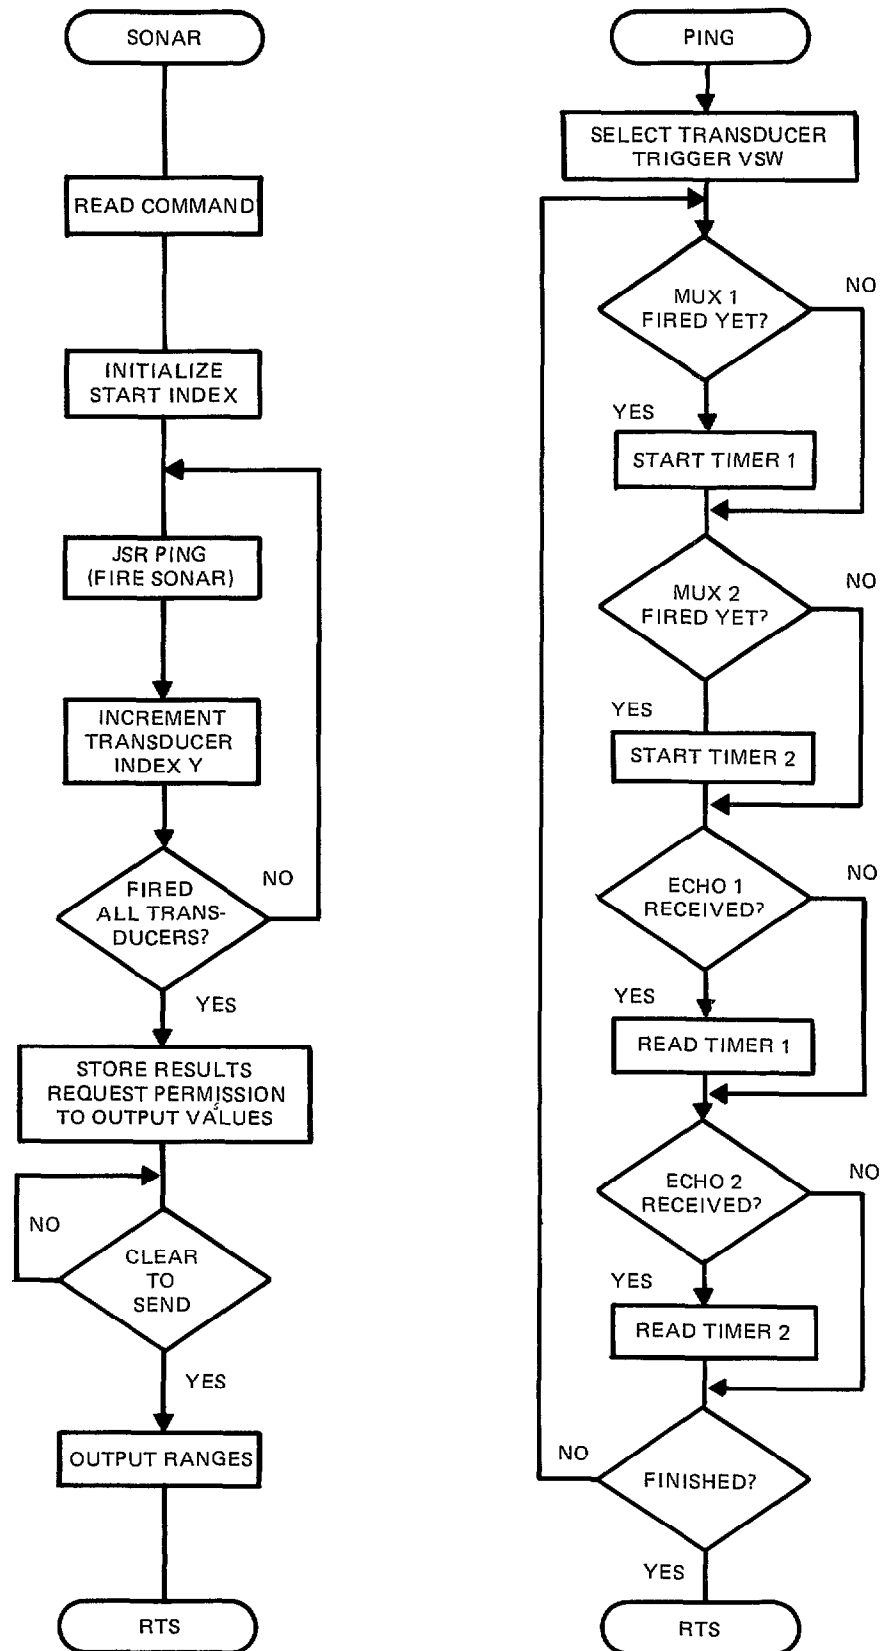 SONAR
READ COMMAND
INITIALIZE
START INDEX
JSR PING
(FIRE SONAR)
INCREMENT
TRANSDUCER
INDEX Y
FIRED
ALL TRANS-
DUCERS?
NO
YES
STORE RESULTS
REQUEST PERMISSION
TO OUTPUT VALUES
NO
CLEAR
TO
SEND
YES
OUTPUT RANGES
RTS
PING
SELECT TRANSDUCER
TRIGGER VSW
MUX 1
FIRED YET?
NO
YES
START TIMER 1
MUX 2
FIRED YET?
NO
YES
START TIMER 2
ECHO 1
RECEIVED?
NO
YES
READ TIMER 1
ECHO 2
RECEIVED?
NO
YES
READ TIMER 2
NO
FINISHED?
YES
RTS